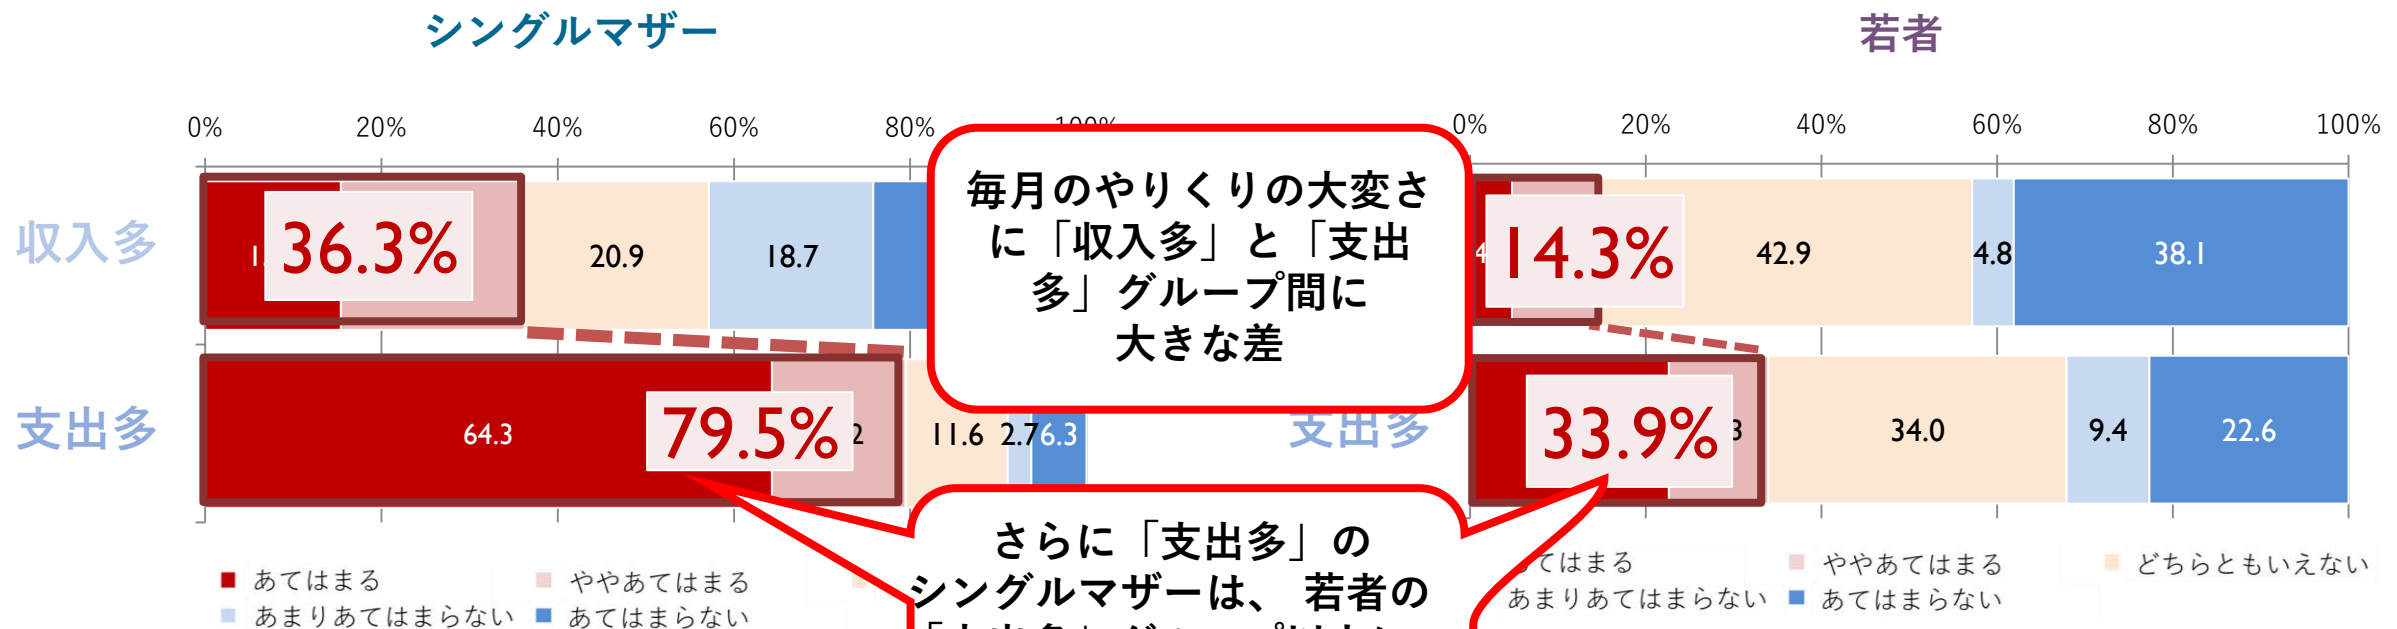 シングルマザー
若者
0%
20%
40%
60%
80%
100%
0%
20%
40%
60%
80%
100%
収入多
36.3%
20.9
18.7
毎月のやりくりの大変さ
に「収入多」と「支出
多」グループ間に
大きな差
14.3%
42.9
4.8
38.1
支出多
64.3
79.5%
11.6
2.7
6.3
支出多
33.9%
34.0
9.4
22.6
さらに「支出多」の
シングルマザーは、 若者の
あてはまる
ややあてはまる
あまりあてはまらない
あてはまらない
てはまる
ややあてはまる
どちらともいえない
あまりあてはまらない
あてはまらない